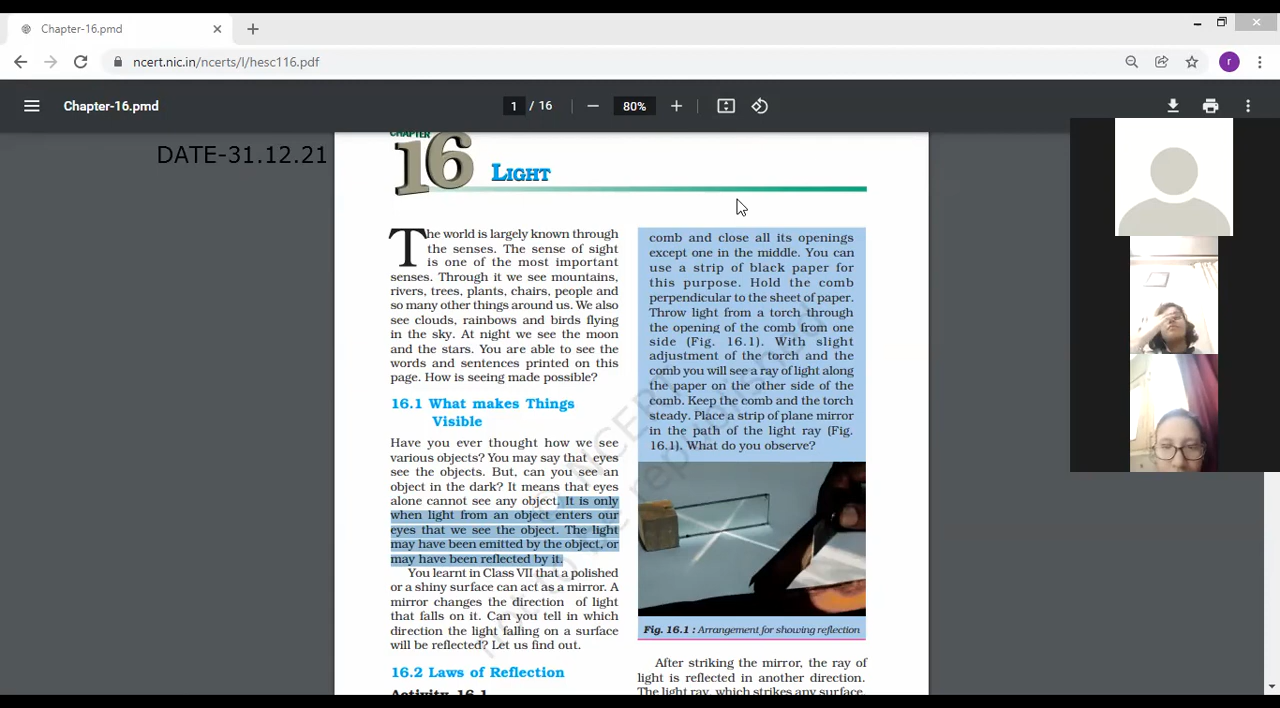 Chapter-16.pmd
ncert.nic.in/ncerts/l/hesc116.pdf
r
Chapter-16.pmd
1 / 16
80%
DATE-31.12.21
CHAPTER
16
LIGHT
The world is largely known through
the senses. The sense of sight
is one of the most important
senses. Through it we see mountains,
rivers, trees, plants, chairs, people and
so many other things around us. We also
see clouds, rainbows and birds flying
in the sky. At night we see the moon
and the stars. You are able to see the
words and sentences printed on this
page. How is seeing made possible?
16.1 What makes Things
Visible
Have you ever thought how we see
various objects? You may say that eyes
see the objects. But, can you see an
object in the dark? It means that eyes
alone cannot see any object. It is only
when light from an object enters our
eyes that we see the object. The light
may have been emitted by the object, or
may have been reflected by it.
You learnt in Class VII that a polished
or a shiny surface can act as a mirror. A
mirror changes the direction of light
that falls on it. Can you tell in which
direction the light falling on a surface
will be reflected? Let us find out.
16.2 Laws of Reflection
Activity 16.1
comb and close all its openings
except one in the middle. You can
use a strip of black paper for
this purpose. Hold the comb
perpendicular to the sheet of paper.
Throw light from a torch through
the opening of the comb from one
side (Fig. 16.1). With slight
adjustment of the torch and the
comb you will see a ray of light along
the paper on the other side of the
comb. Keep the comb and the torch
steady. Place a strip of plane mirror
in the path of the light ray (Fig.
16.1). What do you observe?
Fig. 16.1 : Arrangement for showing reflection
After striking the mirror, the ray of
light is reflected in another direction.
The light ray, which strikes any surface,